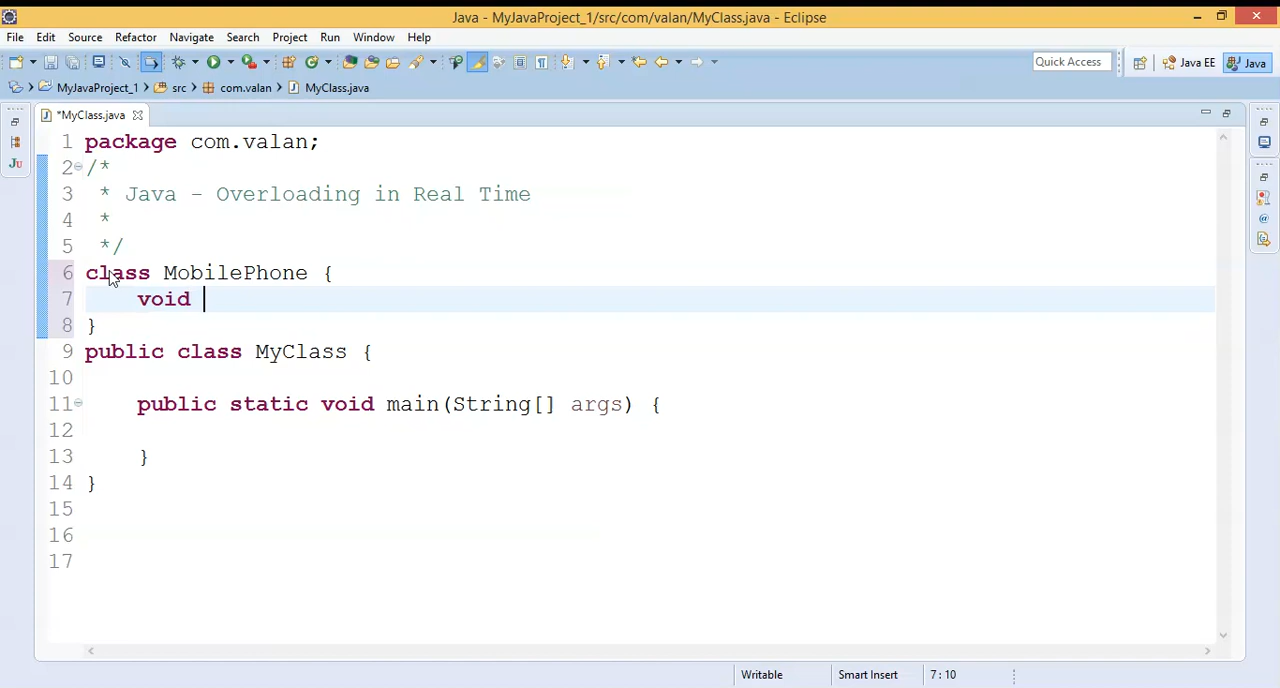 Java - MyJavaProject_1/src/com/valan/MyClass.java - Eclipse
File Edit Source Refactor Navigate Search Project Run Window Help
Quick Access Java EE Java
MyJavaProject_1 src com.valan MyClass.java
*MyClass.java
1 package com.valan;
2 /*
3 * Java - Overloading in Real Time
4 *
5 */
6 class MobilePhone {
7 void
8 }
9 public class MyClass {
10
11 public static void main(String[] args) {
12
13 }
14 }
15
16
17
Writable Smart Insert 7 : 10